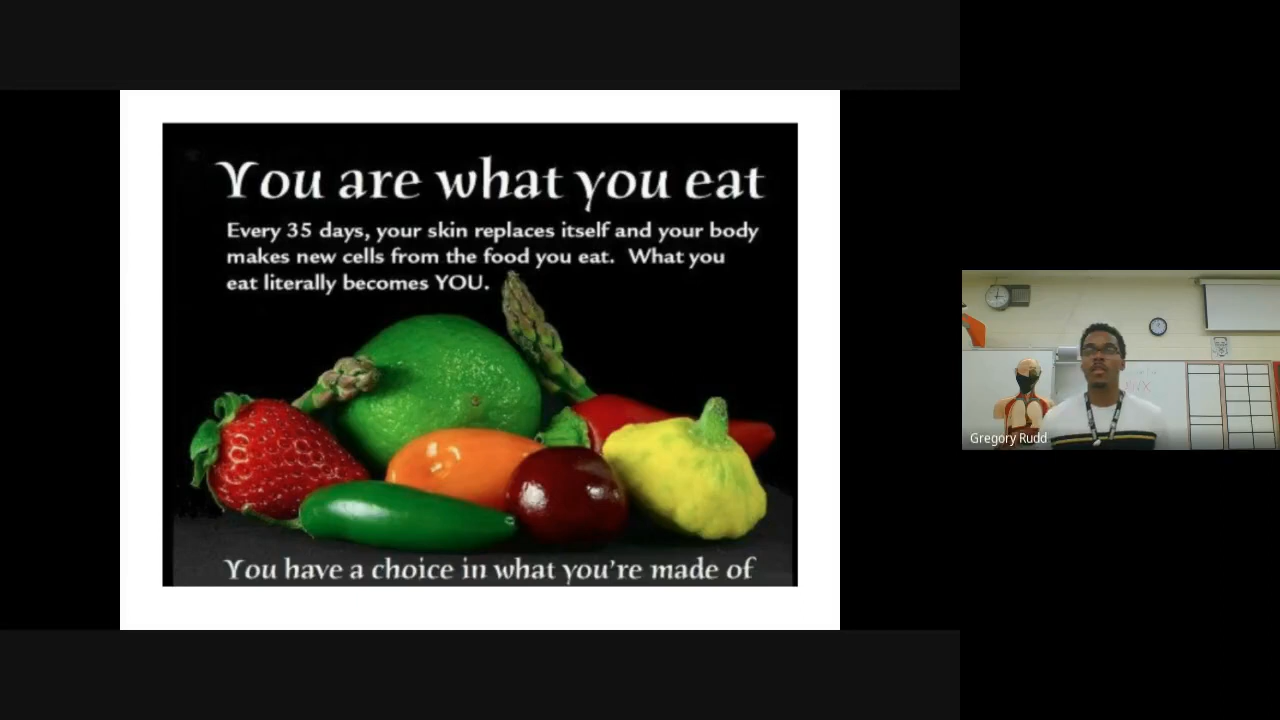 You are what you eat
Every 35 days, your skin replaces itself and your body
makes new cells from the food you eat. What you
eat literally becomes YOU.
You have a choice in what you're made of
Gregory Rudd